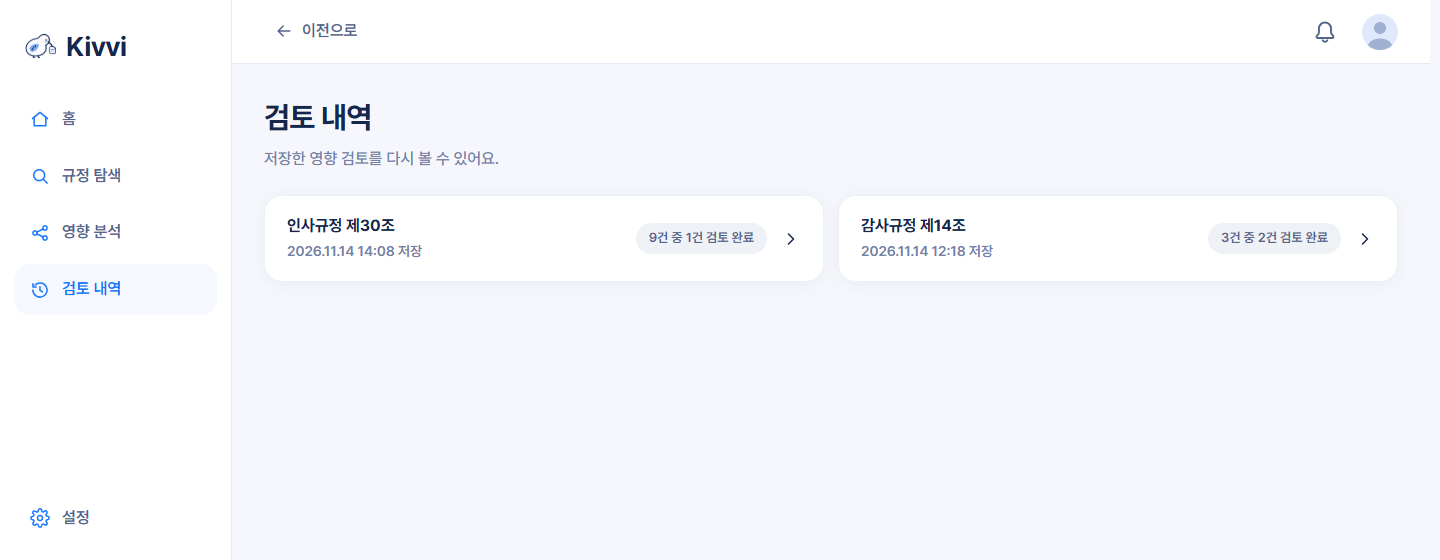 Kivvi
이전으로
홈
규정 탐색
영향 분석
검토 내역
설정
검토 내역
저장한 영향 검토를 다시 볼 수 있어요.
인사규정 제30조
2026.11.14 14:08 저장
9건 중 1건 검토 완료
감사규정 제14조
2026.11.14 12:18 저장
3건 중 2건 검토 완료